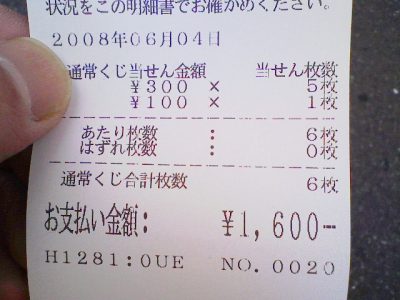 状況をこの明細書でお確かめください。
2008年06月04日
通常くじ当せん金額 当せん枚数
¥300 × 5枚
¥100 × 1枚
あたり枚数 : 6枚
はずれ枚数 : 0枚
通常くじ合計枚数 6枚
お支払い金額: ¥1,600-
H1281:0UE NO.0020